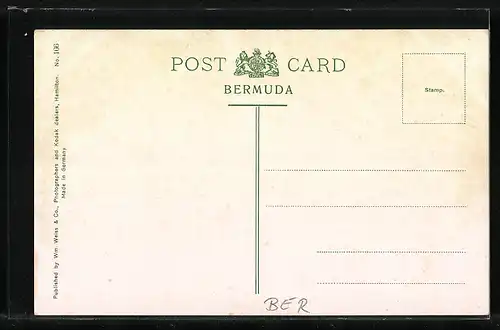 POST CARD
BERMUDA
Stamp.
Published by Wm Weiss & Co., Photographers and Kodak dealers, Hamilton. No. 166
Made in Germany
BER